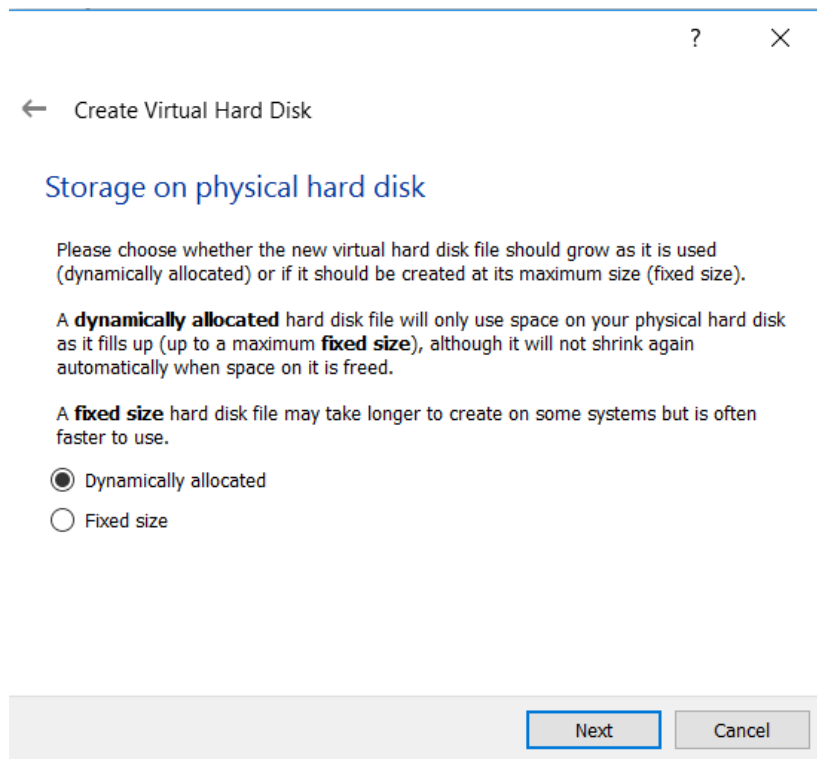 ?
Create Virtual Hard Disk
Storage on physical hard disk
Please choose whether the new virtual hard disk file should grow as it is used
(dynamically allocated) or if it should be created at its maximum size (fixed size).
A dynamically allocated hard disk file will only use space on your physical hard disk
as it fills up (up to a maximum fixed size), although it will not shrink again
automatically when space on it is freed.
A fixed size hard disk file may take longer to create on some systems but is often
faster to use.
Dynamically allocated
Fixed size
Next Cancel